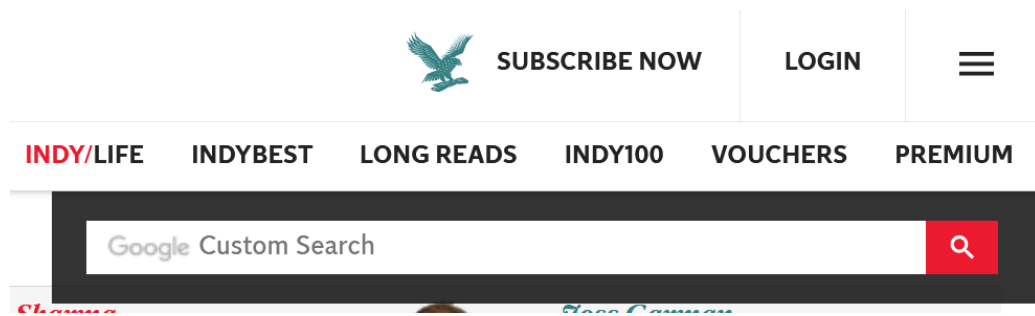 SUBSCRIBE NOW LOGIN
INDY/LIFE INDYBEST LONG READS INDY100 VOUCHERS PREMIUM
Google Custom Search